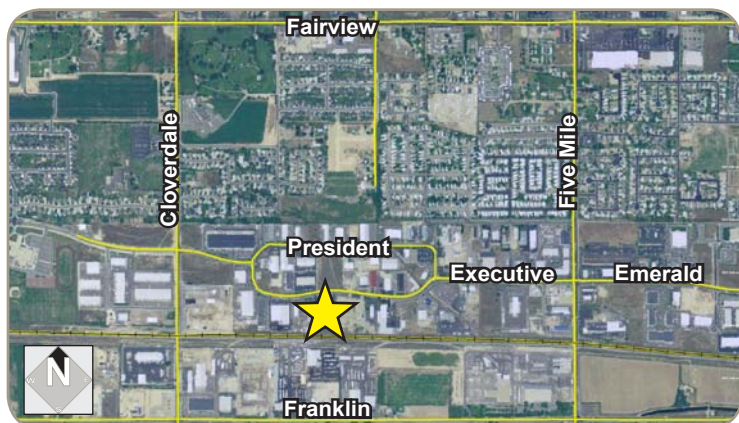 Fairview
Cloverdale
Five Mile
President
Executive
Emerald
N
Franklin